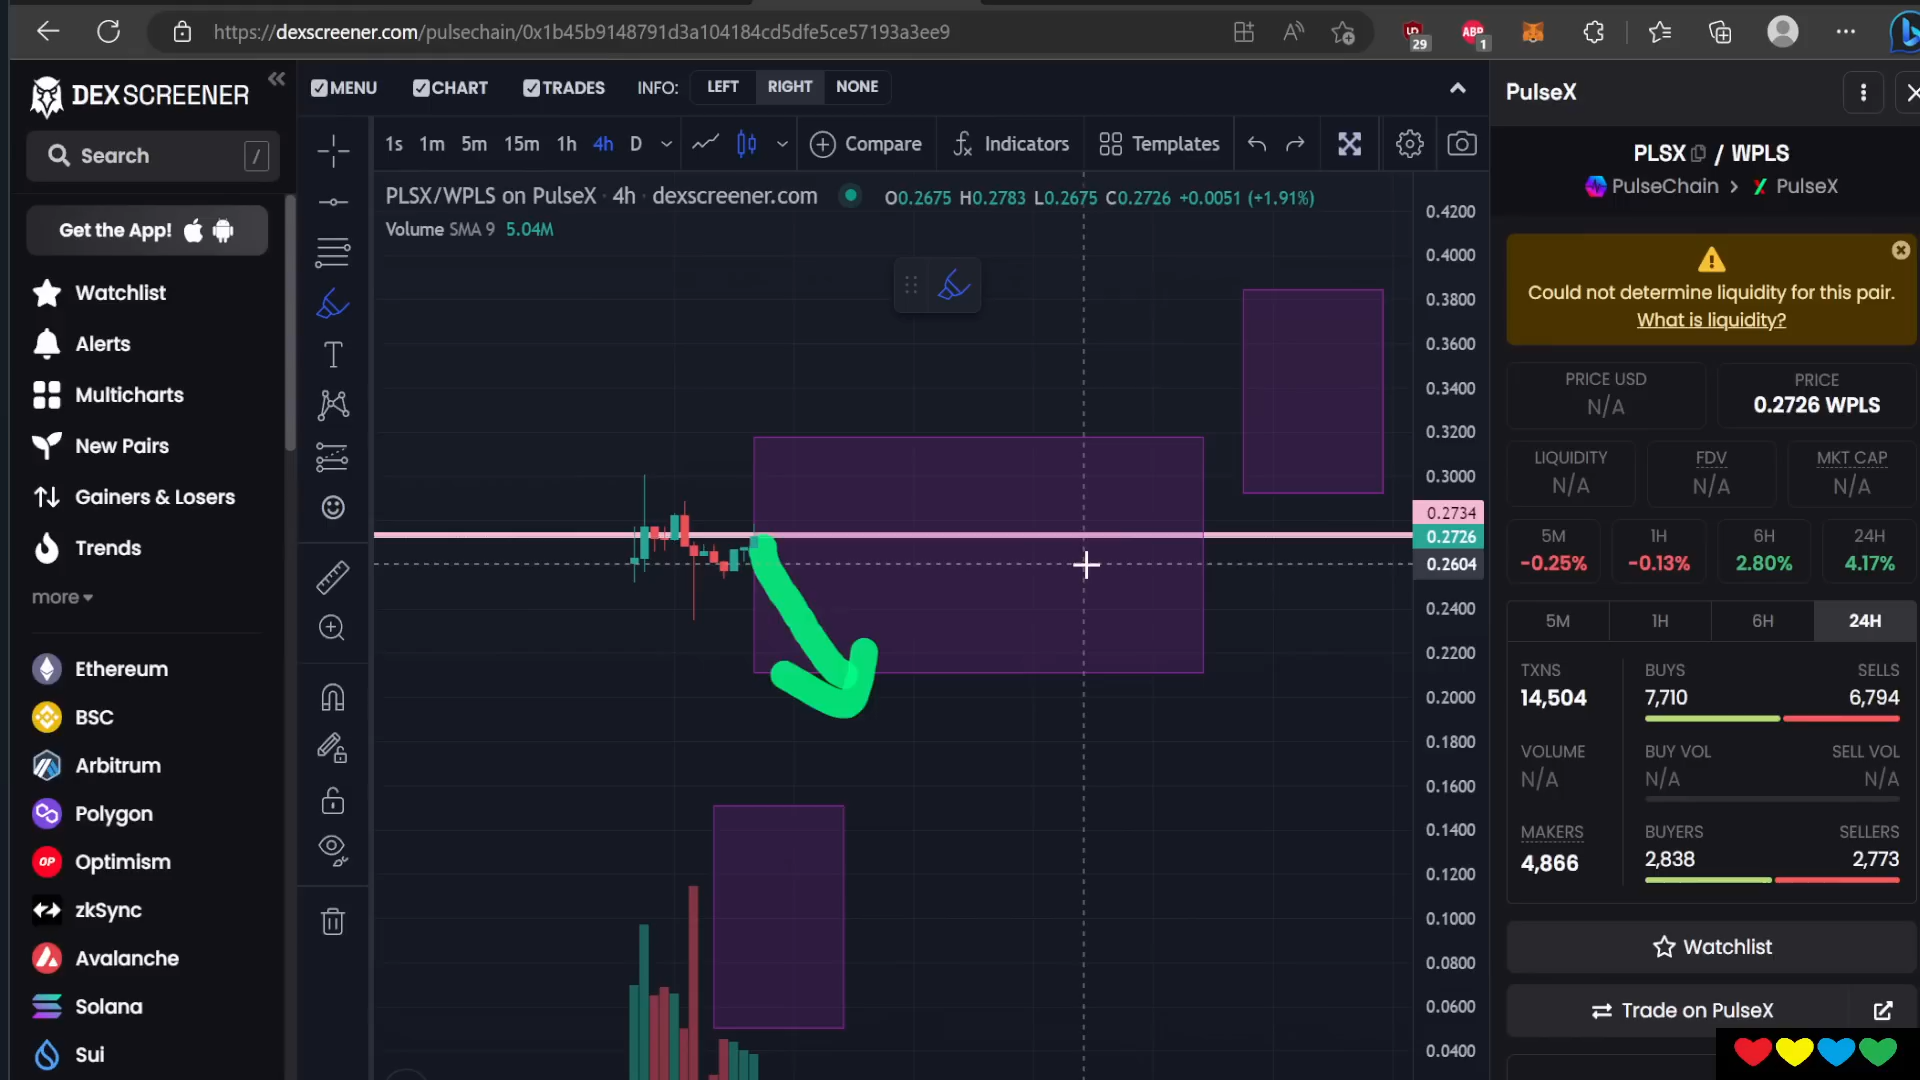 https://dexscreener.com/pulsechain/0x1b45b9148791d3a104184cd5dfe5ce57193a3ee9
29
ABP
1
DEX SCREENER
Search
/
Get the App!
Watchlist
Alerts
Multicharts
New Pairs
Gainers & Losers
Trends
more
Ethereum
BSC
Arbitrum
Polygon
OP
Optimism
zkSync
Avalanche
Solana
Sui
MENU
CHART
TRADES
INFO:
LEFT
RIGHT
NONE
1s 1m 5m 15m 1h 4h D
Compare
Indicators
Templates
PLSX/WPLS on PulseX · 4h · dexscreener.com
O0.2675 H0.2783 L0.2675 C0.2726 +0.0051 (+1.91%)
Volume SMA 9 5.04M
0.4200
0.4000
0.3800
0.3600
0.3400
0.3200
0.3000
0.2734
0.2726
0.2604
0.2400
0.2200
0.2000
0.1800
0.1600
0.1400
0.1200
0.1000
0.0800
0.0600
0.0400
PulseX
PLSX / WPLS
PulseChain > PulseX
Could not determine liquidity for this pair.
What is liquidity?
PRICE USD
N/A
PRICE
0.2726 WPLS
LIQUIDITY
N/A
FDV
N/A
MKT CAP
N/A
5M
-0.25%
1H
-0.13%
6H
2.80%
24H
4.17%
5M 1H 6H 24H
TXNS
14,504
BUYS
7,710
SELLS
6,794
VOLUME
N/A
BUY VOL
N/A
SELL VOL
N/A
MAKERS
4,866
BUYERS
2,838
SELLERS
2,773
Watchlist
Trade on PulseX